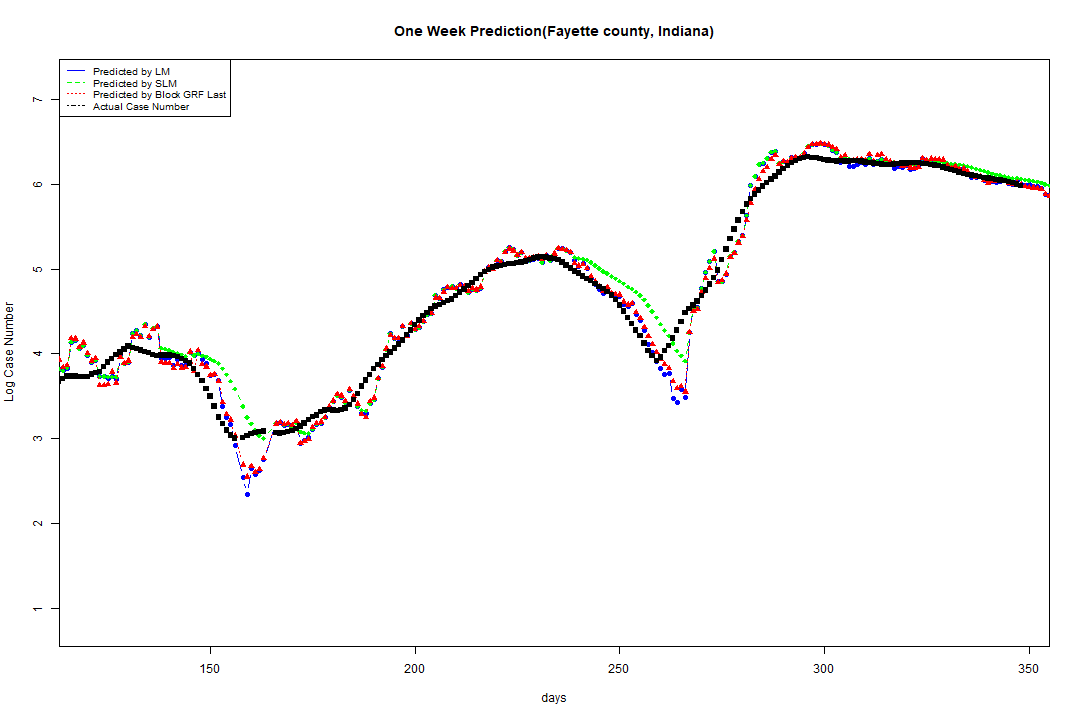 One Week Prediction(Fayette county, Indiana)
Predicted by LM
Predicted by SLM
Predicted by Block GRF Last
Actual Case Number
7
6
5
4
3
2
1
Log Case Number
150
200
250
300
350
days